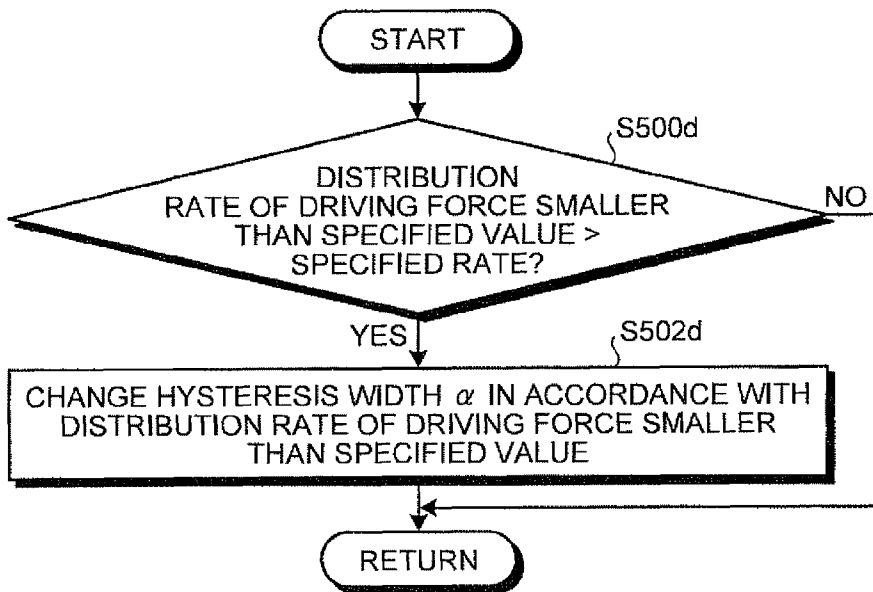 START
S500d
DISTRIBUTION
RATE OF DRIVING FORCE SMALLER
THAN SPECIFIED VALUE >
SPECIFIED RATE?
NO
YES
S502d
CHANGE HYSTERESIS WIDTH α IN ACCORDANCE WITH
DISTRIBUTION RATE OF DRIVING FORCE SMALLER
THAN SPECIFIED VALUE
RETURN